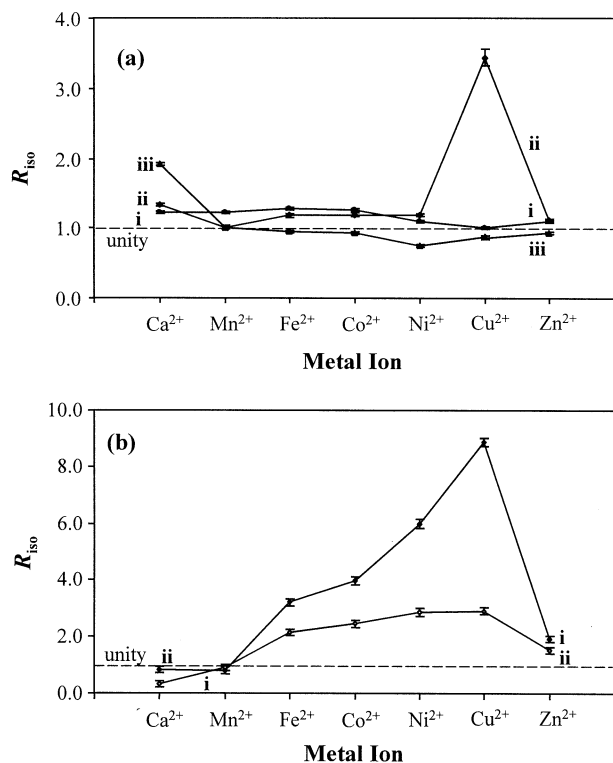 4.0
(a)
3.0
ii
R_iso
2.0
iii
ii
i
i
1.0
unity
iii
0.0
Ca²⁺ Mn²⁺ Fe²⁺ Co²⁺ Ni²⁺ Cu²⁺ Zn²⁺
Metal Ion
10.0
(b)
8.0
6.0
R_iso
4.0
2.0
i
unity ii
ii
i
0.0
Ca²⁺ Mn²⁺ Fe²⁺ Co²⁺ Ni²⁺ Cu²⁺ Zn²⁺
Metal Ion